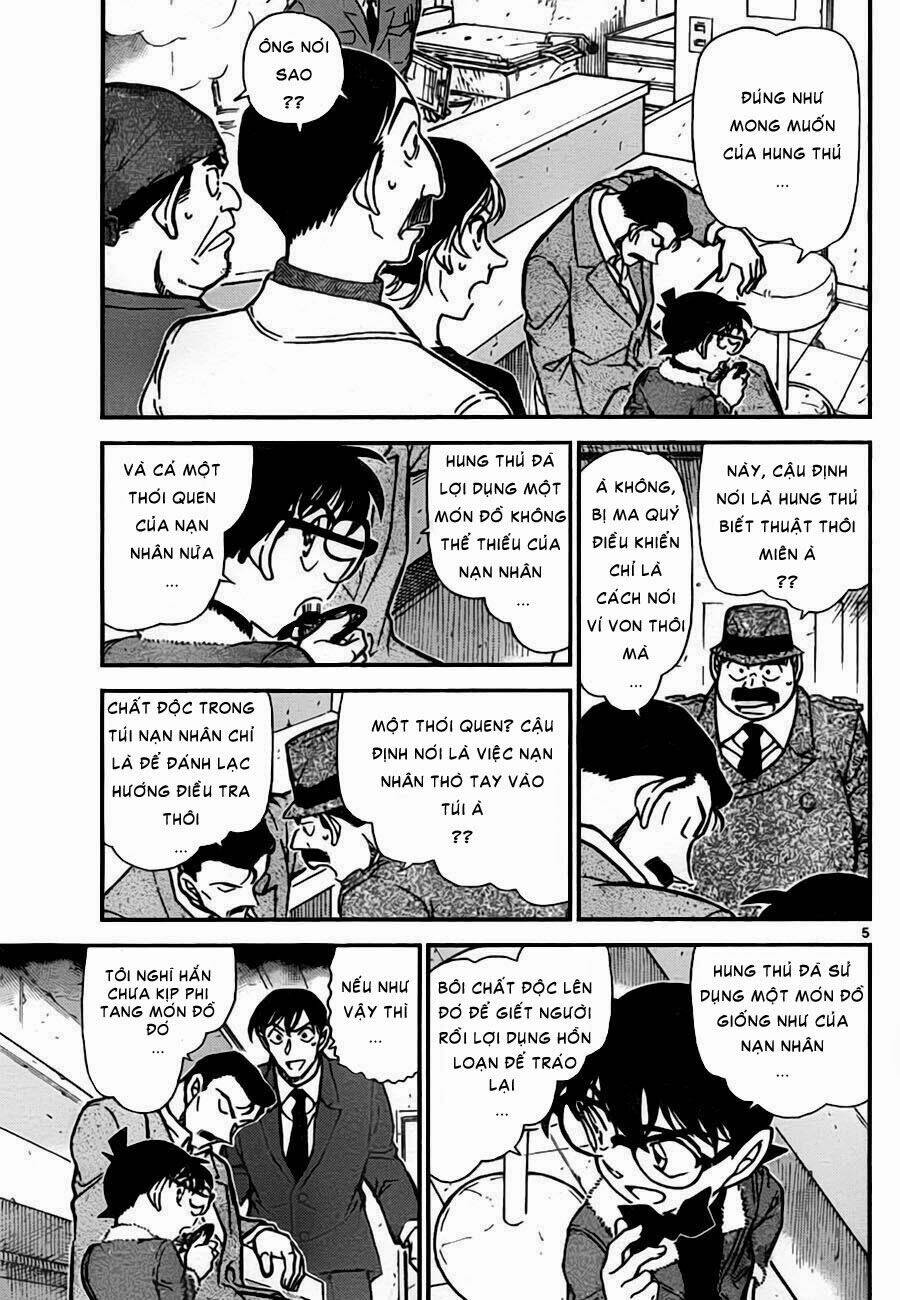 ĐÚNG NHƯ
MONG MUỐN
CỦA HUNG THỦ
...
ÔNG NÓI
SAO
??
NÀY, CẬU ĐỊNH
NÓI LÀ HUNG THỦ
BIẾT THUẬT THÔI
MIÊN À
??
À KHÔNG,
BỊ MA QUỶ
ĐIỀU KHIỂN
CHỈ LÀ
CÁCH NÓI
VÍ VON THÔI
MÀ
...
HUNG THỦ ĐÃ
LỢI DỤNG MỘT
MÓN ĐỒ KHÔNG
THỂ THIẾU CỦA
NẠN NHÂN
...
VÀ CẢ MỘT
THÓI QUEN
CỦA NẠN
NHÂN NỮA
...
MỘT THÓI QUEN? CẬU
ĐỊNH NÓI LÀ VIỆC NẠN
NHÂN THÒ TAY VÀO
TÚI À
??
CHẤT ĐỘC TRONG
TÚI NẠN NHÂN CHỈ
LÀ ĐỂ ĐÁNH LẠC
HƯỚNG ĐIỀU TRA
THÔI
5
HUNG THỦ ĐÃ SỬ
DỤNG MỘT MÓN ĐỒ
GIỐNG NHƯ CỦA
NẠN NHÂN
...
BÔI CHẤT ĐỘC LÊN
ĐÓ ĐỂ GIẾT NGƯỜI
RỒI LỢI DỤNG HỖN
LOẠN ĐỂ TRÁO
LẠI
...
NẾU NHƯ
VẬY THÌ
...
TÔI NGHĨ HẮN
CHƯA KỊP PHI
TANG MÓN ĐỒ
ĐÓ
...